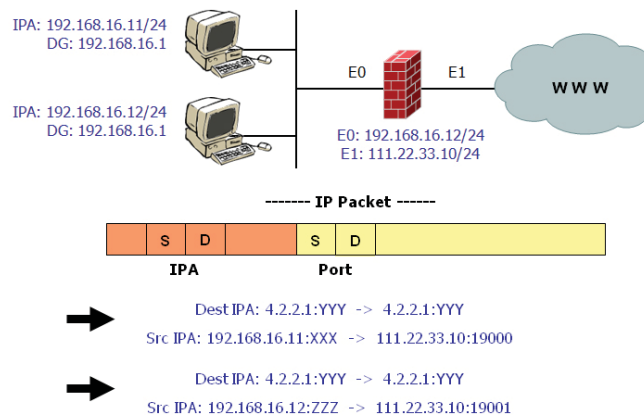 IPA: 192.168.16.11/24
DG: 192.168.16.1
IPA: 192.168.16.12/24
DG: 192.168.16.1
E0
E1
W W W
E0: 192.168.16.12/24
E1: 111.22.33.10/24
------- IP Packet ------
S D S D
IPA Port
Dest IPA: 4.2.2.1:YYY -> 4.2.2.1:YYY
Src IPA: 192.168.16.11:XXX -> 111.22.33.10:19000
Dest IPA: 4.2.2.1:YYY -> 4.2.2.1:YYY
Src IPA: 192.168.16.12:ZZZ -> 111.22.33.10:19001